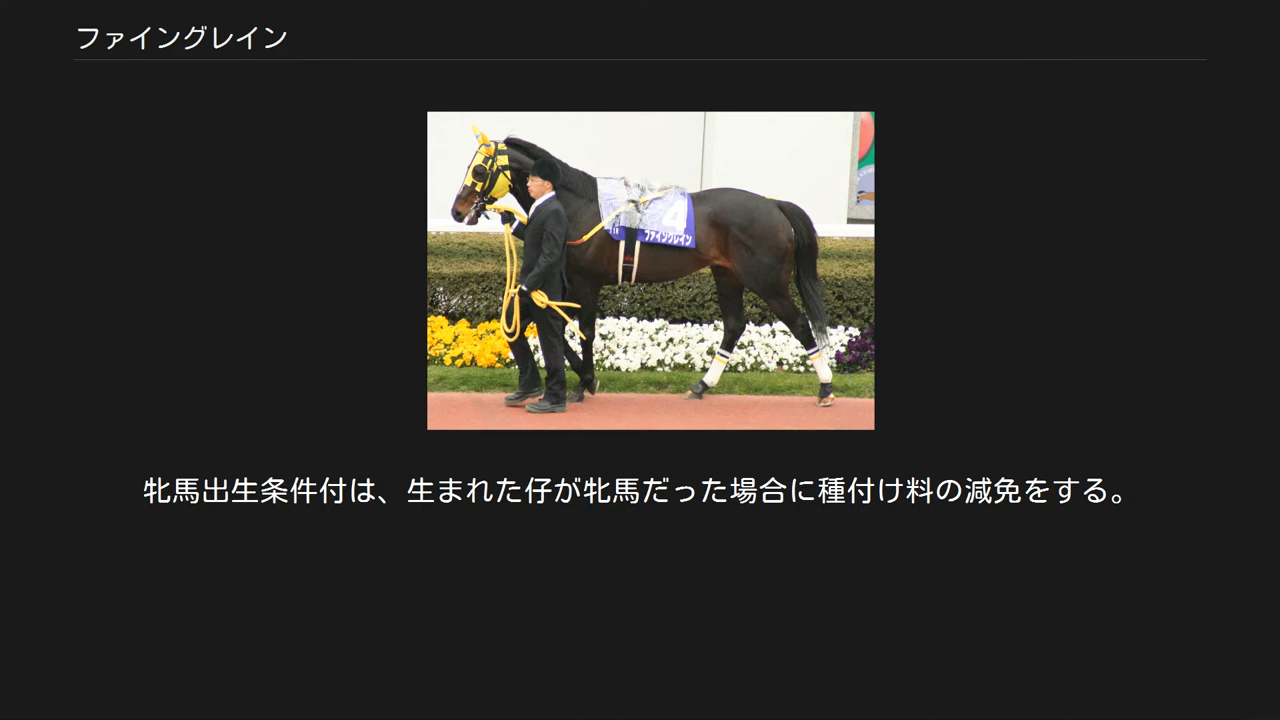 ファイングレイン
4
ファイングレイン
牝馬出生条件付は、生まれた仔が牝馬だった場合に種付け料の減免をする。